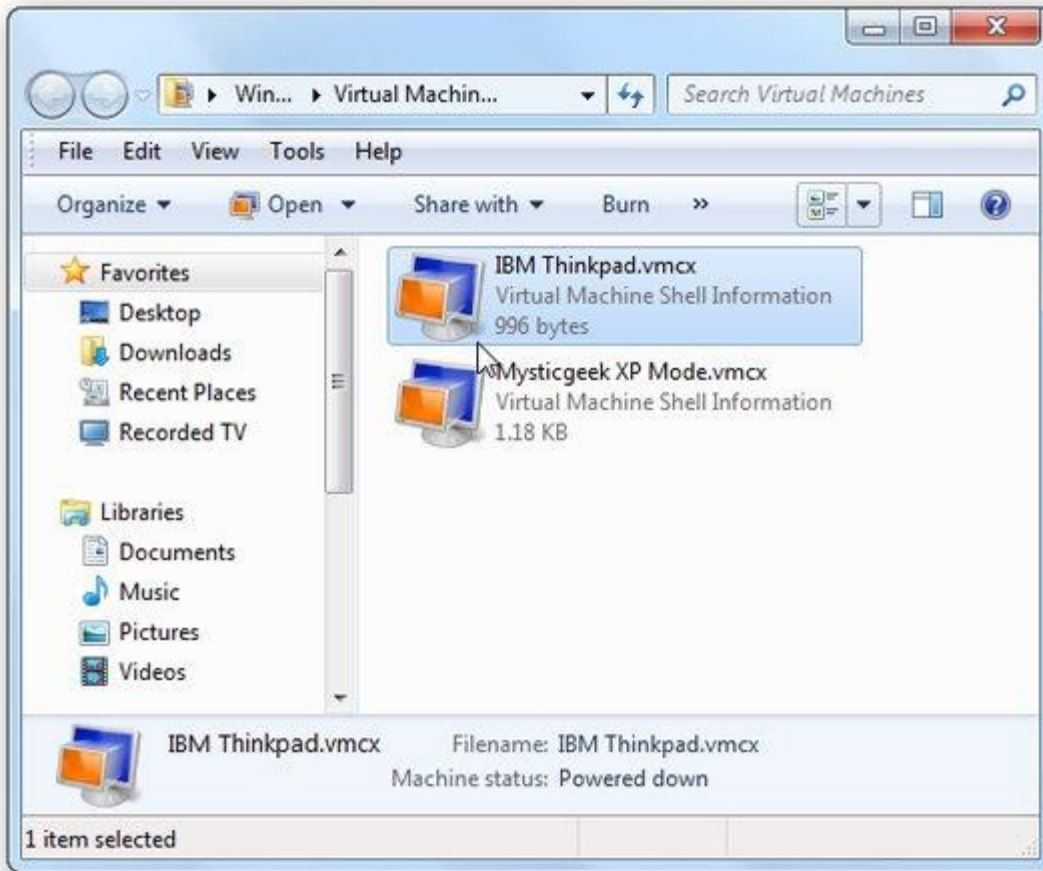 Win... Virtual Machin... Search Virtual Machines
File Edit View Tools Help
Organize Open Share with Burn »
Favorites
Desktop
Downloads
Recent Places
Recorded TV
Libraries
Documents
Music
Pictures
Videos
IBM Thinkpad.vmcx
Virtual Machine Shell Information
996 bytes
Mysticgeek XP Mode.vmcx
Virtual Machine Shell Information
1.18 KB
IBM Thinkpad.vmcx Filename: IBM Thinkpad.vmcx
Machine status: Powered down
1 item selected